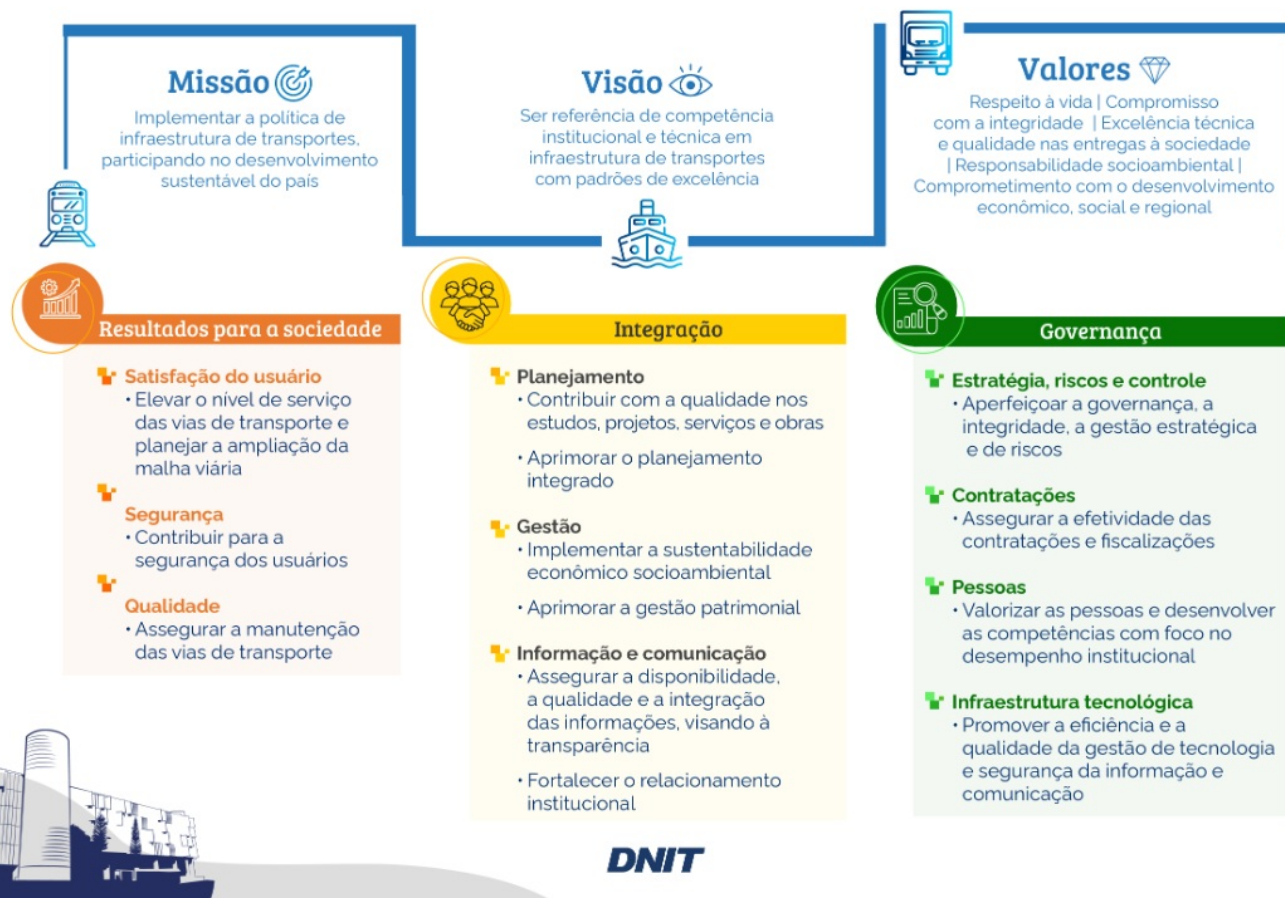 Missão
Implementar a política de
infraestrutura de transportes,
participando no desenvolvimento
sustentável do país
Visão
Ser referência de competência
institucional e técnica em
infraestrutura de transportes
com padrões de excelência
Valores
Respeito à vida | Compromisso
com a integridade | Excelência técnica
e qualidade nas entregas à sociedade
| Responsabilidade socioambiental |
Comprometimento com o desenvolvimento
econômico, social e regional
Resultados para a sociedade
Satisfação do usuário
• Elevar o nível de serviço
das vias de transporte e
planejar a ampliação da
malha viária
Segurança
• Contribuir para a
segurança dos usuários
Qualidade
• Assegurar a manutenção
das vias de transporte
Integração
Planejamento
• Contribuir com a qualidade nos
estudos, projetos, serviços e obras
• Aprimorar o planejamento
integrado
Gestão
• Implementar a sustentabilidade
econômico socioambiental
• Aprimorar a gestão patrimonial
Informação e comunicação
• Assegurar a disponibilidade,
a qualidade e a integração
das informações, visando à
transparência
• Fortalecer o relacionamento
institucional
Governança
Estratégia, riscos e controle
• Aperfeiçoar a governança, a
integridade, a gestão estratégica
e de riscos
Contratações
• Assegurar a efetividade das
contratações e fiscalizações
Pessoas
• Valorizar as pessoas e desenvolver
as competências com foco no
desempenho institucional
Infraestrutura tecnológica
• Promover a eficiência e a
qualidade da gestão de tecnologia
e segurança da informação e
comunicação
DNIT